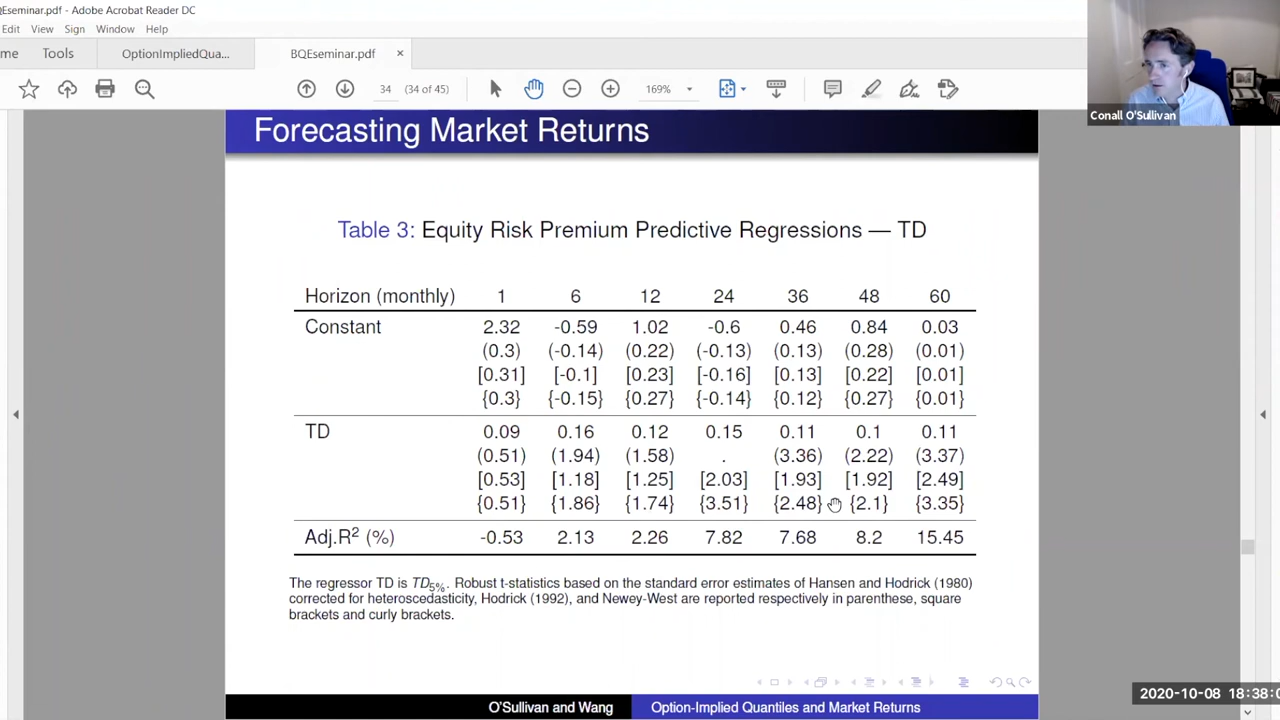 QEseminar.pdf - Adobe Acrobat Reader DC
Edit View Sign Window Help
me Tools OptionImpliedQua... BQEseminar.pdf ×
34 (34 of 45) 169%
Conall O'Sullivan
Forecasting Market Returns
Table 3: Equity Risk Premium Predictive Regressions — TD
Horizon (monthly) 1 6 12 24 36 48 60
Constant 2.32 -0.59 1.02 -0.6 0.46 0.84 0.03
(0.3) (-0.14) (0.22) (-0.13) (0.13) (0.28) (0.01)
[0.31] [-0.1] [0.23] [-0.16] [0.13] [0.22] [0.01]
{0.3} {-0.15} {0.27} {-0.14} {0.12} {0.27} {0.01}
TD 0.09 0.16 0.12 0.15 0.11 0.1 0.11
(0.51) (1.94) (1.58) . (3.36) (2.22) (3.37)
[0.53] [1.18] [1.25] [2.03] [1.93] [1.92] [2.49]
{0.51} {1.86} {1.74} {3.51} {2.48} {2.1} {3.35}
Adj.R² (%) -0.53 2.13 2.26 7.82 7.68 8.2 15.45
The regressor TD is TD5%. Robust t-statistics based on the standard error estimates of Hansen and Hodrick (1980)
corrected for heteroscedasticity, Hodrick (1992), and Newey-West are reported respectively in parenthese, square
brackets and curly brackets.
O'Sullivan and Wang Option-Implied Quantiles and Market Returns
2020-10-08 18:38:0